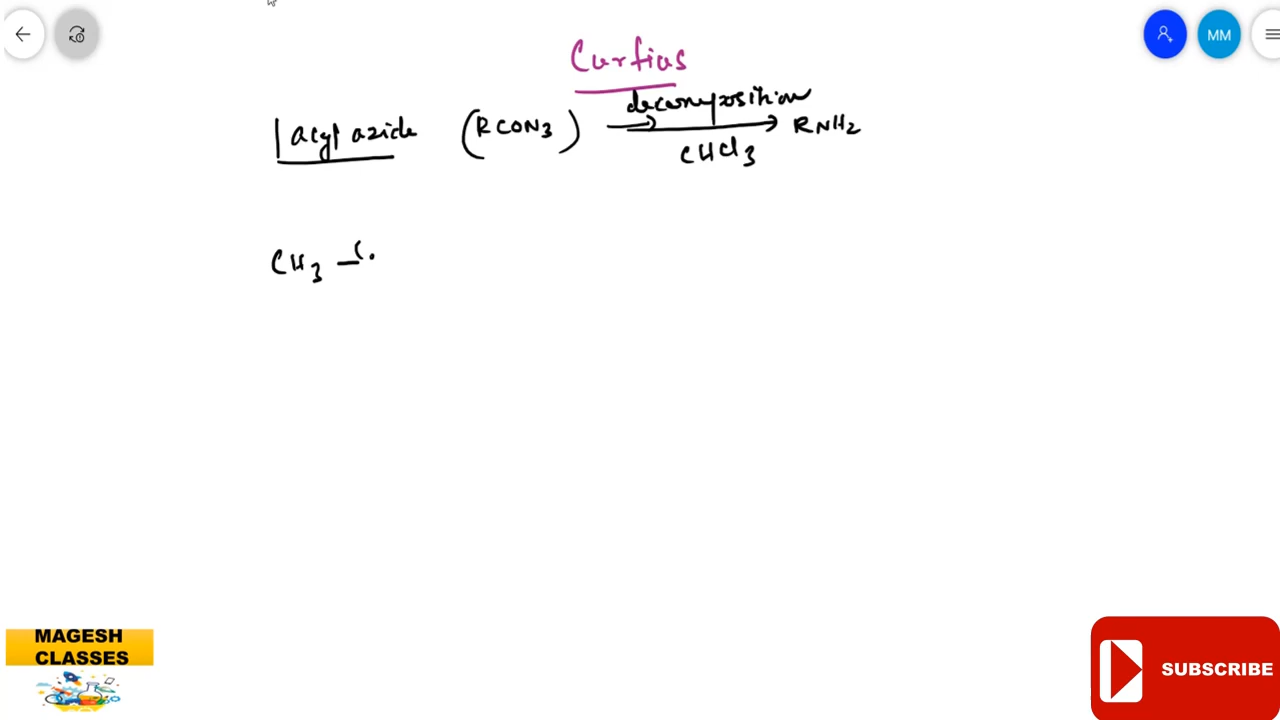 MM
Curtius
acyl azide (RCON3) decomposition RNH2
CHCl3
CH3 –C
MAGESH
CLASSES
SUBSCRIBE